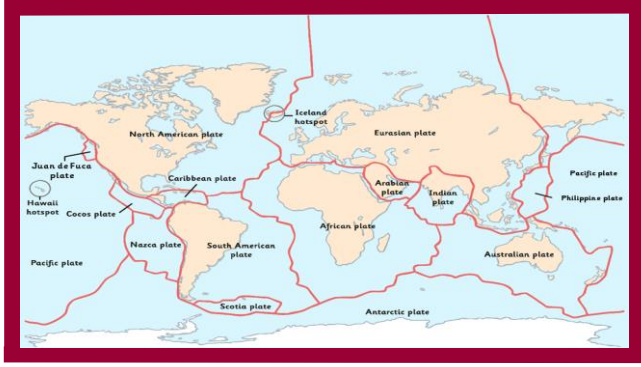 Iceland
hotspot
North American plate
Eurasian plate
Juan de Fuca
plate
Caribbean plate
Pacific plate
Arabian
plate
Indian
plate
Philippine plate
Hawaii
hotspot
Cocos plate
African plate
Nazca plate
South American
plate
Australian plate
Pacific plate
Scotia plate
Antarctic plate